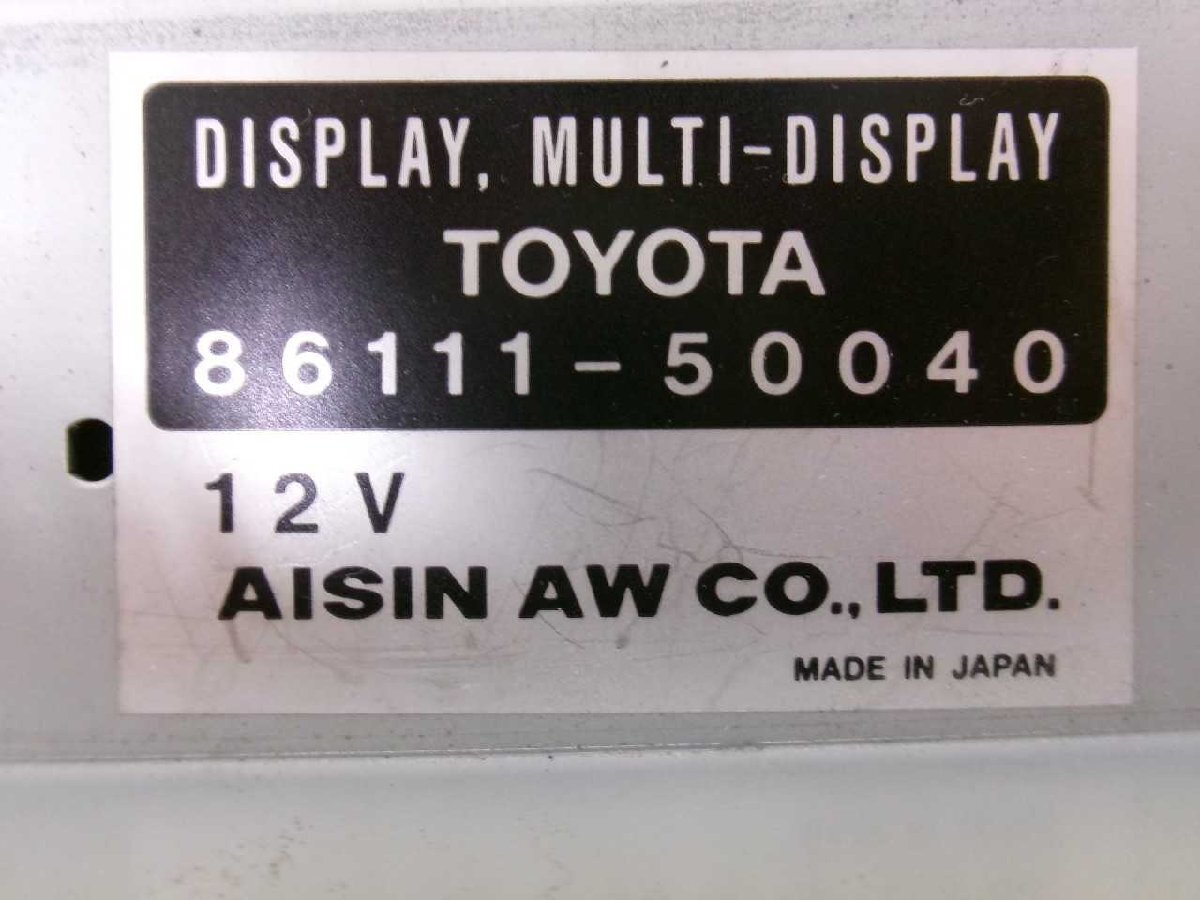 DISPLAY, MULTI-DISPLAY
TOYOTA
86111-50040
12V
AISIN AW CO., LTD.
MADE IN JAPAN